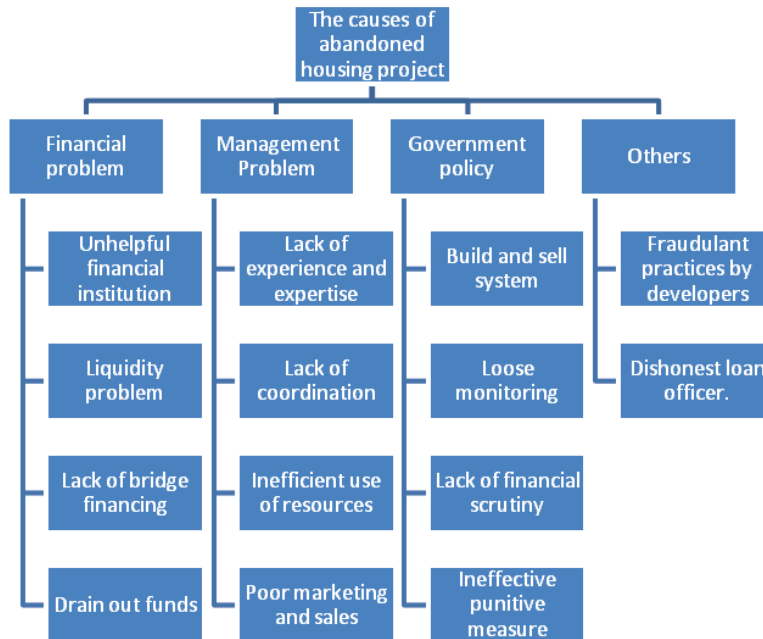 The causes of
abandoned
housing project
Financial
problem
Management
Problem
Government
policy
Others
Unhelpful
financial
institution
Liquidity
problem
Lack of bridge
financing
Drain out funds
Lack of
experience and
expertise
Lack of
coordination
Inefficient use
of resources
Poor marketing
and sales
Build and sell
system
Loose
monitoring
Lack of financial
scrutiny
Ineffective
punitive
measure
Fraudulant
practices by
developers
Dishonest loan
officer.